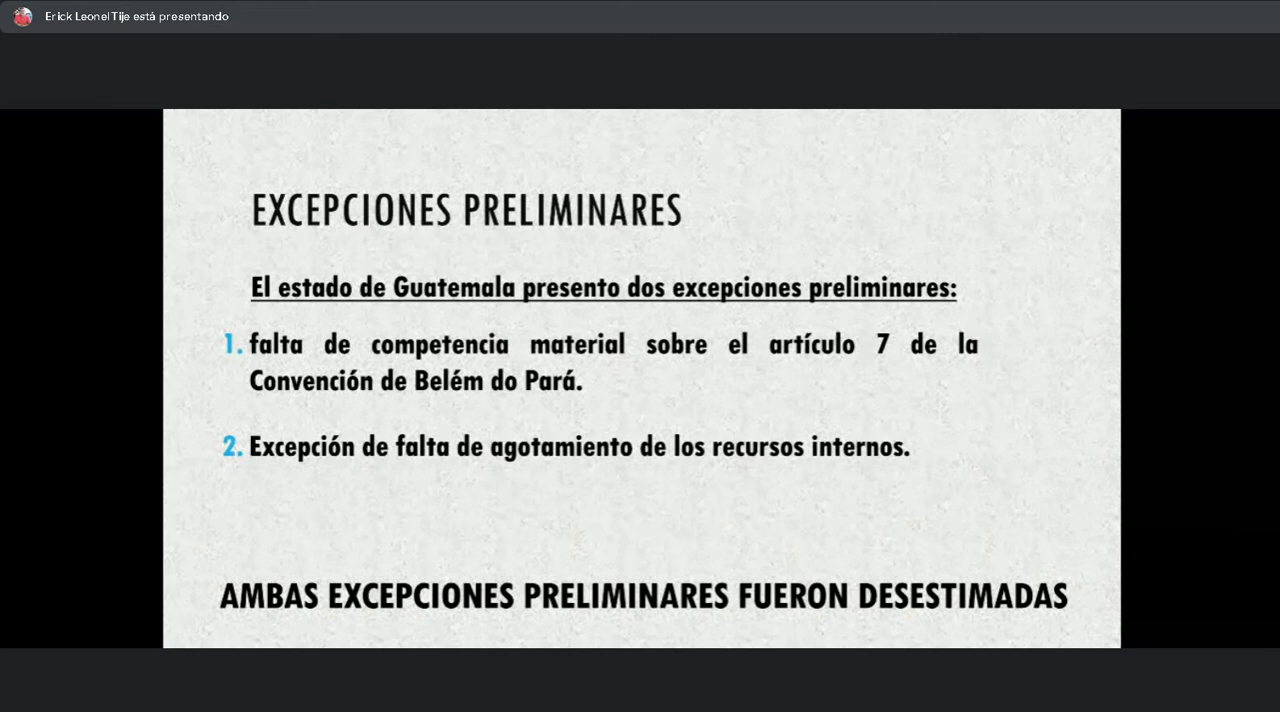 Erick Leonel Tije está presentando
EXCEPCIONES PRELIMINARES
El estado de Guatemala presento dos excepciones preliminares:
1. falta de competencia material sobre el artículo 7 de la
Convención de Belém do Pará.
2. Excepción de falta de agotamiento de los recursos internos.
AMBAS EXCEPCIONES PRELIMINARES FUERON DESESTIMADAS